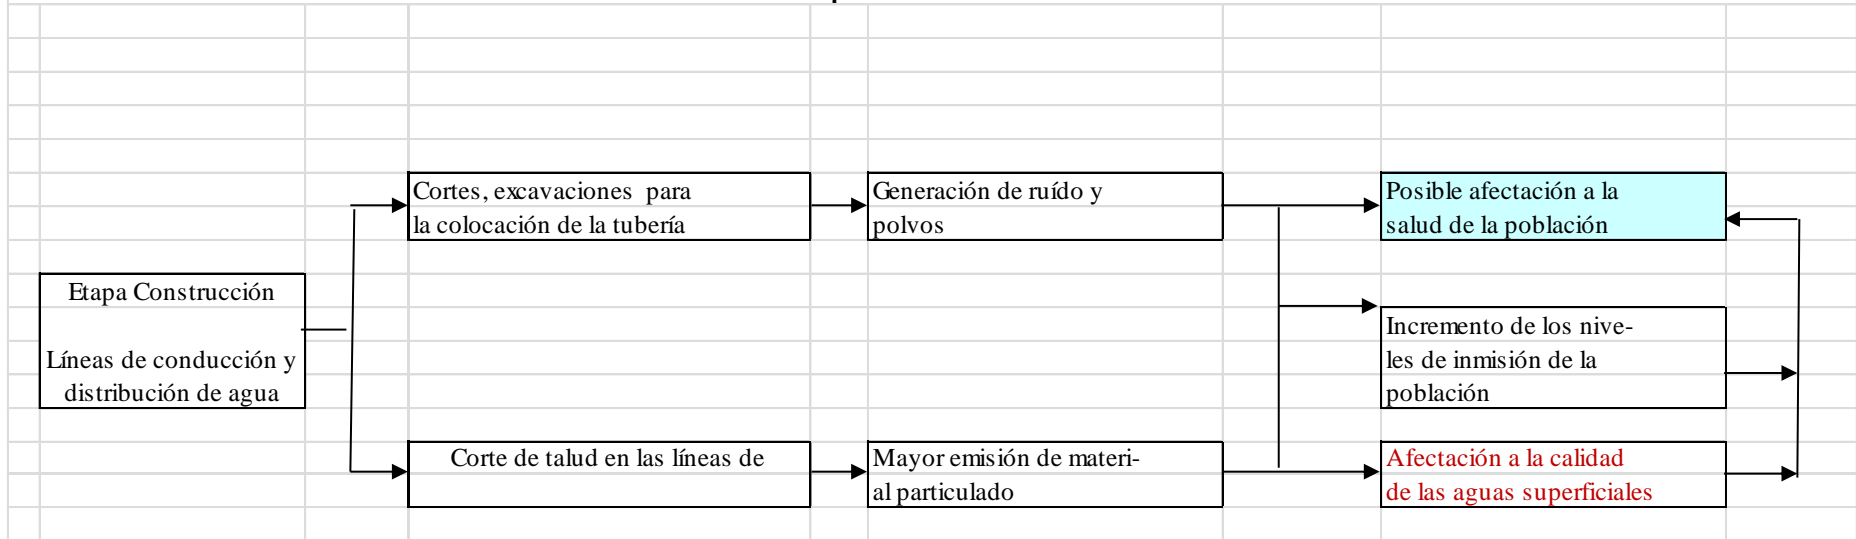 Cortes, excavaciones para
la colocación de la tubería
Generación de ruído y
polvos
Posible afectación a la
salud de la población
Etapa Construcción
Líneas de conducción y
distribución de agua
Incremento de los nive-
les de inmisión de la
población
Corte de talud en las líneas de
Mayor emisión de materi-
al particulado
Afectación a la calidad
de las aguas superficiales